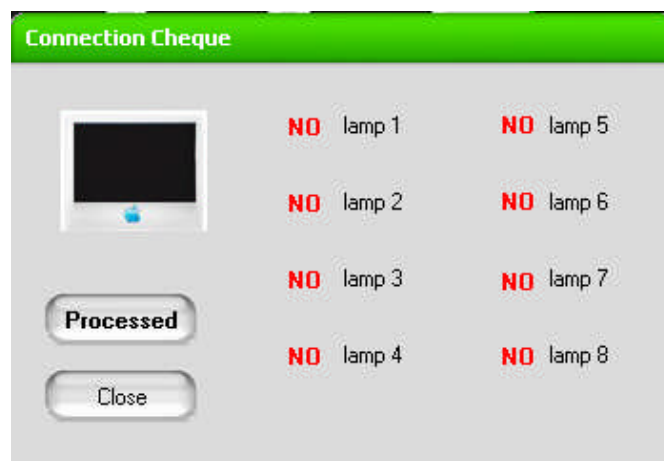 Connection Cheque
NO lamp 1 NO lamp 5
NO lamp 2 NO lamp 6
NO lamp 3 NO lamp 7
Processed
NO lamp 4 NO lamp 8
Close